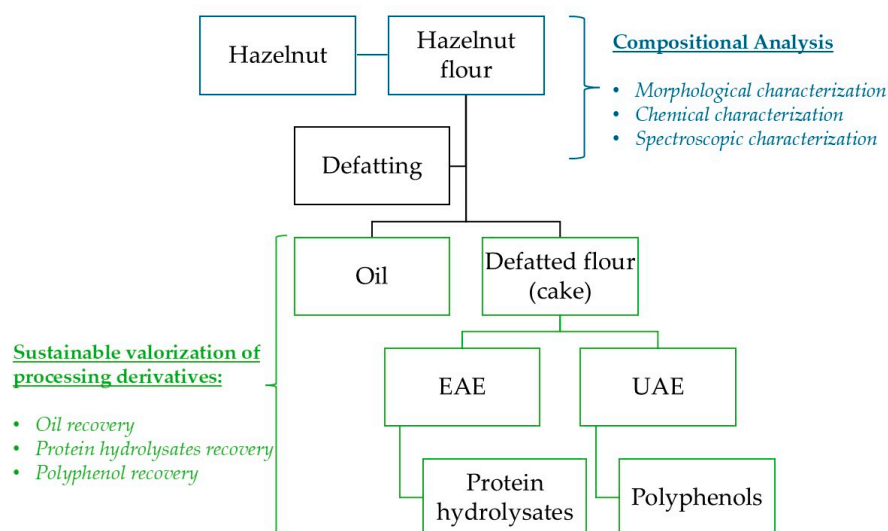 Hazelnut
Hazelnut
flour
Compositional Analysis
• Morphological characterization
• Chemical characterization
• Spectroscopic characterization
Defatting
Oil
Defatted flour
(cake)
Sustainable valorization of
processing derivatives:
• Oil recovery
• Protein hydrolysates recovery
• Polyphenol recovery
EAE
UAE
Protein
hydrolysates
Polyphenols